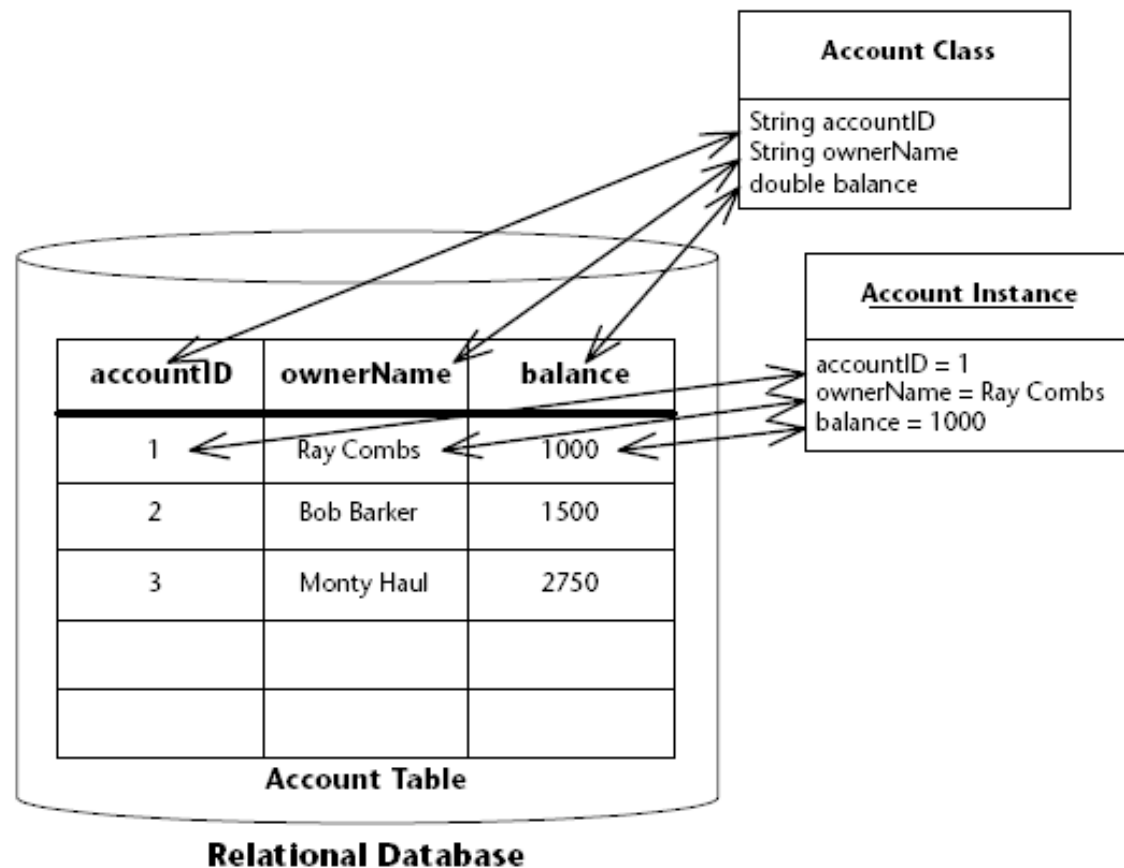 Account Class
String accountID
String ownerName
double balance
Account Instance
accountID = 1
ownerName = Ray Combs
balance = 1000
accountID ownerName balance
1 Ray Combs 1000
2 Bob Barker 1500
3 Monty Haul 2750
Account Table
Relational Database